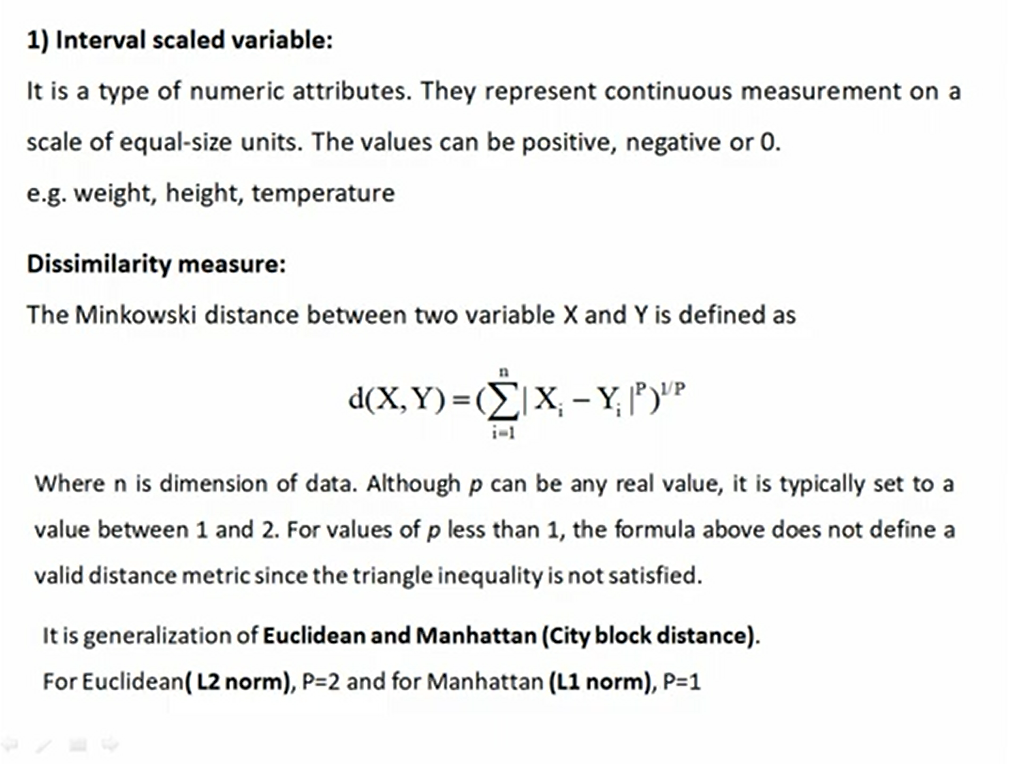 1) Interval scaled variable:
It is a type of numeric attributes. They represent continuous measurement on a
scale of equal-size units. The values can be positive, negative or 0.
e.g. weight, height, temperature
Dissimilarity measure:
The Minkowski distance between two variable X and Y is defined as
d(X,Y)=(∑ⁿᵢ₌₁|Xᵢ−Yᵢ|ᴾ)¹ᐟᴾ
Where n is dimension of data. Although p can be any real value, it is typically set to a
value between 1 and 2. For values of p less than 1, the formula above does not define a
valid distance metric since the triangle inequality is not satisfied.
It is generalization of Euclidean and Manhattan (City block distance).
For Euclidean( L2 norm), P=2 and for Manhattan (L1 norm), P=1